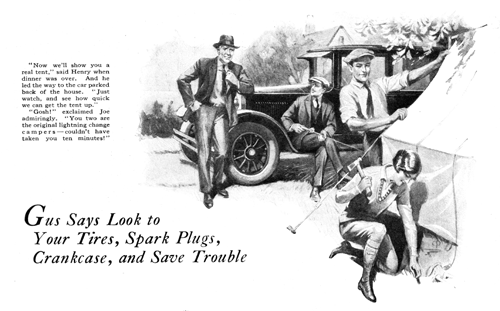 "Now we'll show you a
real tent," said Henry when
dinner was over. And he
led the way to the car parked
back of the house. "Just
watch, and see how quick
we can get the tent up."
"Gosh!" exclaimed Joe
admiringly. "You two are
the original lightning change
campers—couldn't have
taken you ten minutes!"
Gus Says Look to
Your Tires, Spark Plugs,
Crankcase, and Save Trouble